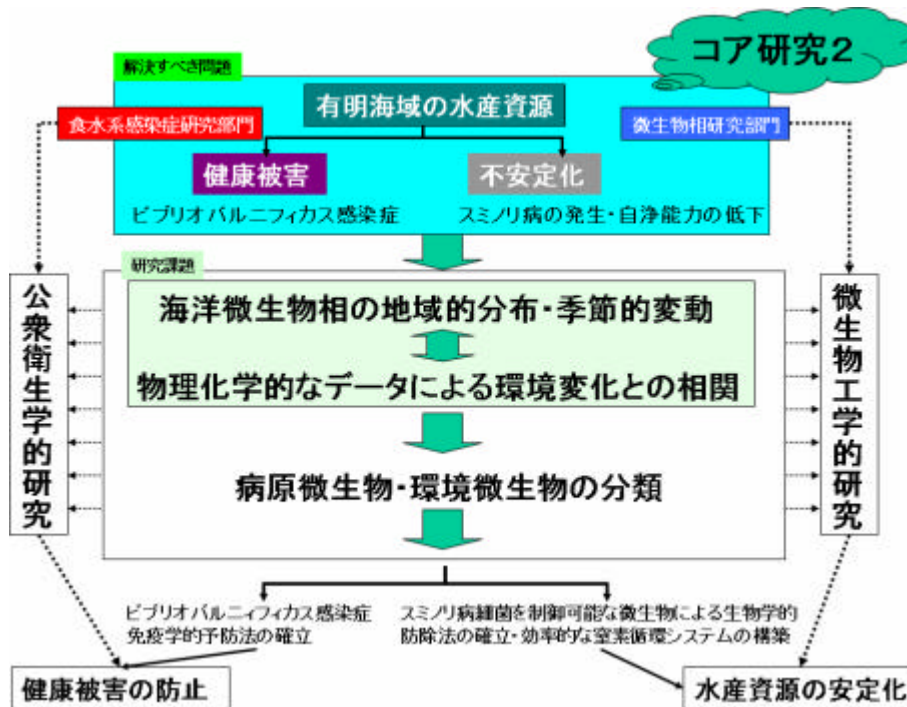 コア研究2
解決すべき問題
有明海域の水産資源
食水系感染症研究部門
微生物相研究部門
健康被害
不安定化
ビブリオバルニフィカス感染症
スミノリ病の発生・自浄能力の低下
研究課題
海洋微生物相の地域的分布・季節的変動
物理化学的なデータによる環境変化との相関
病原微生物・環境微生物の分類
公衆衛生学的研究
微生物工学的研究
ビブリオバルニィフィカス感染症
免疫学的予防法の確立
スミノリ病細菌を制御可能な微生物による生物学的
防除法の確立・効率的な窒素循環システムの構築
健康被害の防止
水産資源の安定化